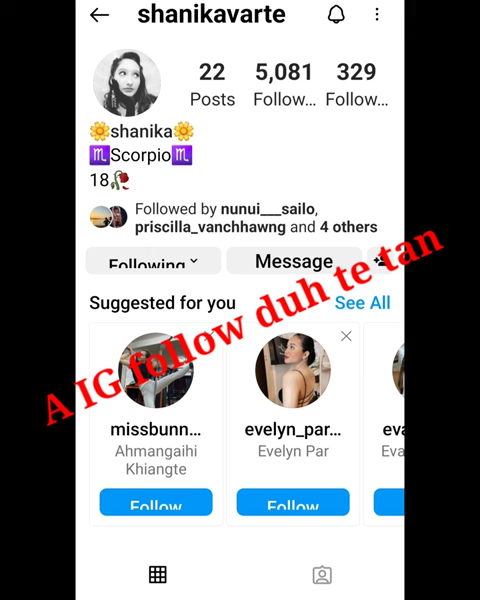 shanikavarte
22 5,081 329
Posts Follow... Follow...
🌼shanika🌼
♏Scorpio♏
18🥀
Followed by nunui___sailo,
priscilla_vanchhawng and 4 others
Following Message
A IG follow duh te tan
Suggested for you See All
missbunn... evelyn_par... eva
Ahmangaihi Evelyn Par Eva
Khiangte
Follow Follow